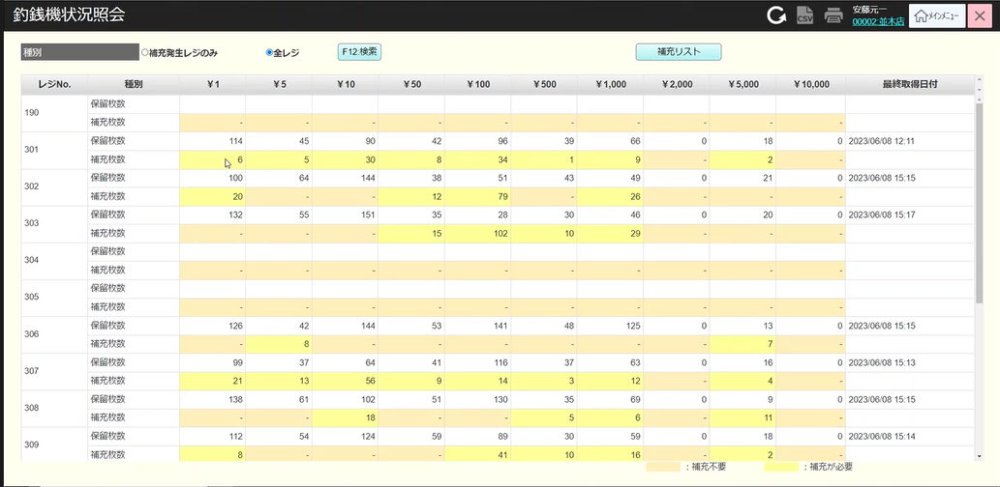 釣銭機状況照会
CSV
安藤元一
00002:並木店
メインメニュー
種別 補充発生レジのみ 全レジ F12:検索 補充リスト
レジNo. 種別 ¥1 ¥5 ¥10 ¥50 ¥100 ¥500 ¥1,000 ¥2,000 ¥5,000 ¥10,000 最終取得日付
190 保留枚数
補充枚数 - - - - - - - - - -
301 保留枚数 114 45 90 42 96 39 66 0 18 0 2023/06/08 12:11
補充枚数 6 5 30 8 34 1 9 - 2 -
302 保留枚数 100 64 144 38 51 43 49 0 21 0 2023/06/08 15:15
補充枚数 20 - - 12 79 - 26 - - -
303 保留枚数 132 55 151 35 28 30 46 0 20 0 2023/06/08 15:17
補充枚数 - - - 15 102 10 29 - - -
304 保留枚数
補充枚数 - - - - - - - - - -
305 保留枚数
補充枚数 - - - - - - - - - -
306 保留枚数 126 42 144 53 141 48 125 0 13 0 2023/06/08 15:15
補充枚数 - 8 - - - - - - 7 -
307 保留枚数 99 37 64 41 116 37 63 0 16 0 2023/06/08 15:13
補充枚数 21 13 56 9 14 3 12 - 4 -
308 保留枚数 138 61 102 51 130 35 69 0 9 0 2023/06/08 15:15
補充枚数 - - 18 - - 5 6 - 11 -
309 保留枚数 112 54 124 59 89 30 59 0 18 0 2023/06/08 15:14
補充枚数 8 - - - 41 10 16 - 2 -
：補充不要 ：補充が必要